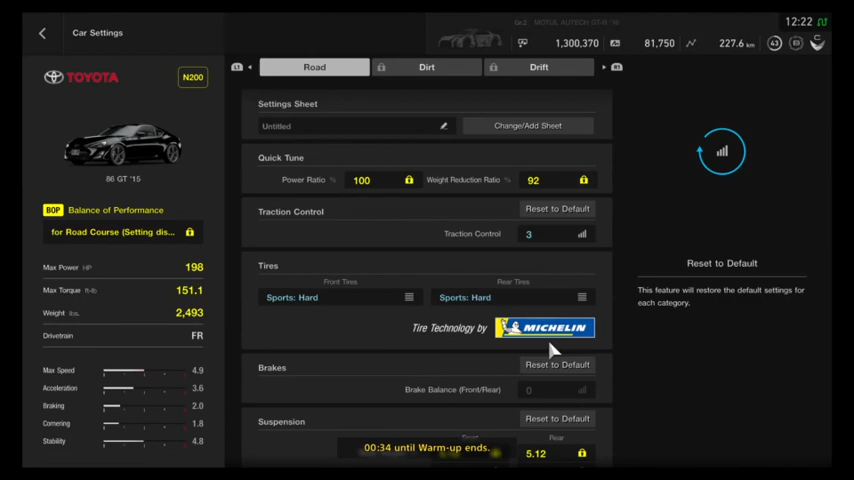 Gr.2 MOTUL AUTECH GT-R '16
12:22
Car Settings
1,300,370
81,750
227.6 km
43
TOYOTA
N200
L1
Road
Dirt
Drift
R1
Settings Sheet
Untitled
Change/Add Sheet
86 GT '15
Quick Tune
Power Ratio % 100
Weight Reduction Ratio % 92
BOP Balance of Performance
for Road Course (Setting dis...
Traction Control
Reset to Default
Traction Control 3
Max Power HP 198
Max Torque ft-lb 151.1
Weight lbs. 2,493
Drivetrain FR
Tires
Front Tires
Rear Tires
Sports: Hard
Sports: Hard
Tire Technology by MICHELIN
Reset to Default
This feature will restore the default settings for
each category.
Brakes
Reset to Default
Brake Balance (Front/Rear) 0
Max Speed 4.9
Acceleration 3.6
Braking 2.0
Cornering 1.8
Stability 4.8
Suspension
Reset to Default
Rear
00:34 until Warm-up ends.
5.12